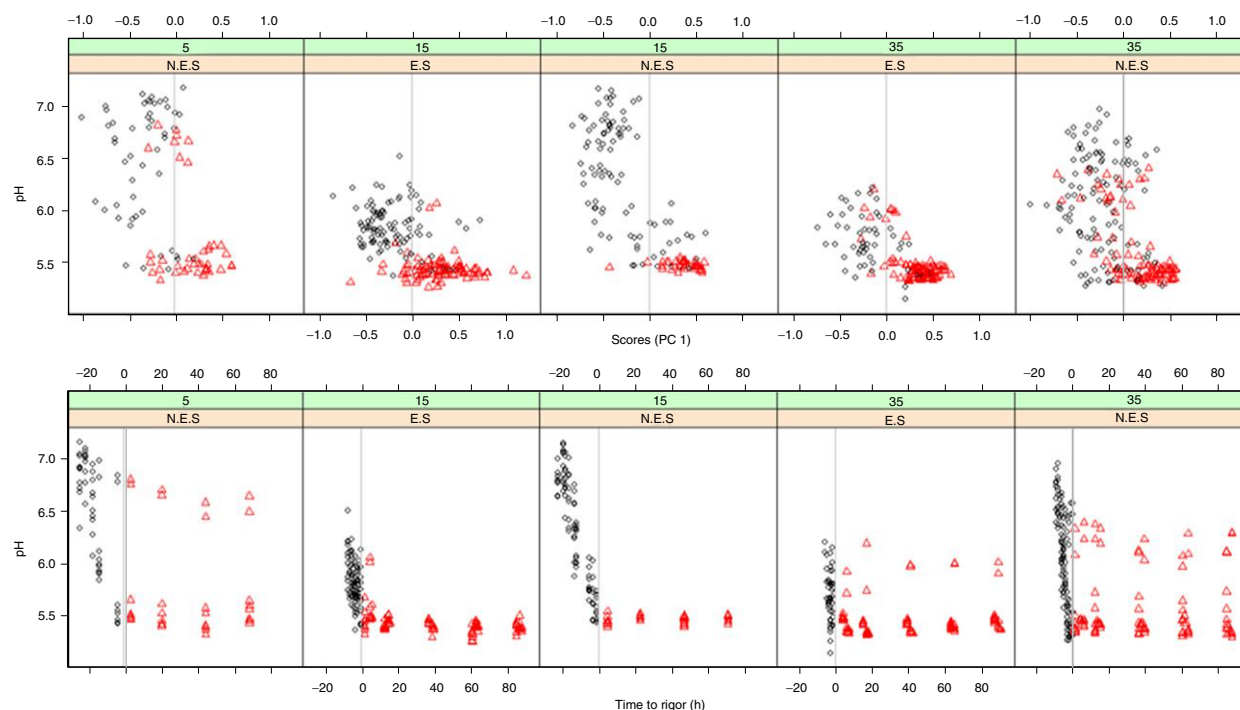 −1.0 −0.5 0.0 0.5 1.0 −1.0 −0.5 0.0 0.5 1.0 −1.0 −0.5 0.0 0.5 1.0
5 15 15 35 35
N.E.S E.S N.E.S E.S N.E.S
7.0
6.5
6.0
5.5
pH
−1.0 −0.5 0.0 0.5 1.0 −1.0 −0.5 0.0 0.5 1.0
Scores (PC 1)
−20 0 20 40 60 80 −20 0 20 40 60 80 −20 0 20 40 60 80
5 15 15 35 35
N.E.S E.S N.E.S E.S N.E.S
7.0
6.5
6.0
5.5
pH
−20 0 20 40 60 80 −20 0 20 40 60 80
Time to rigor (h)